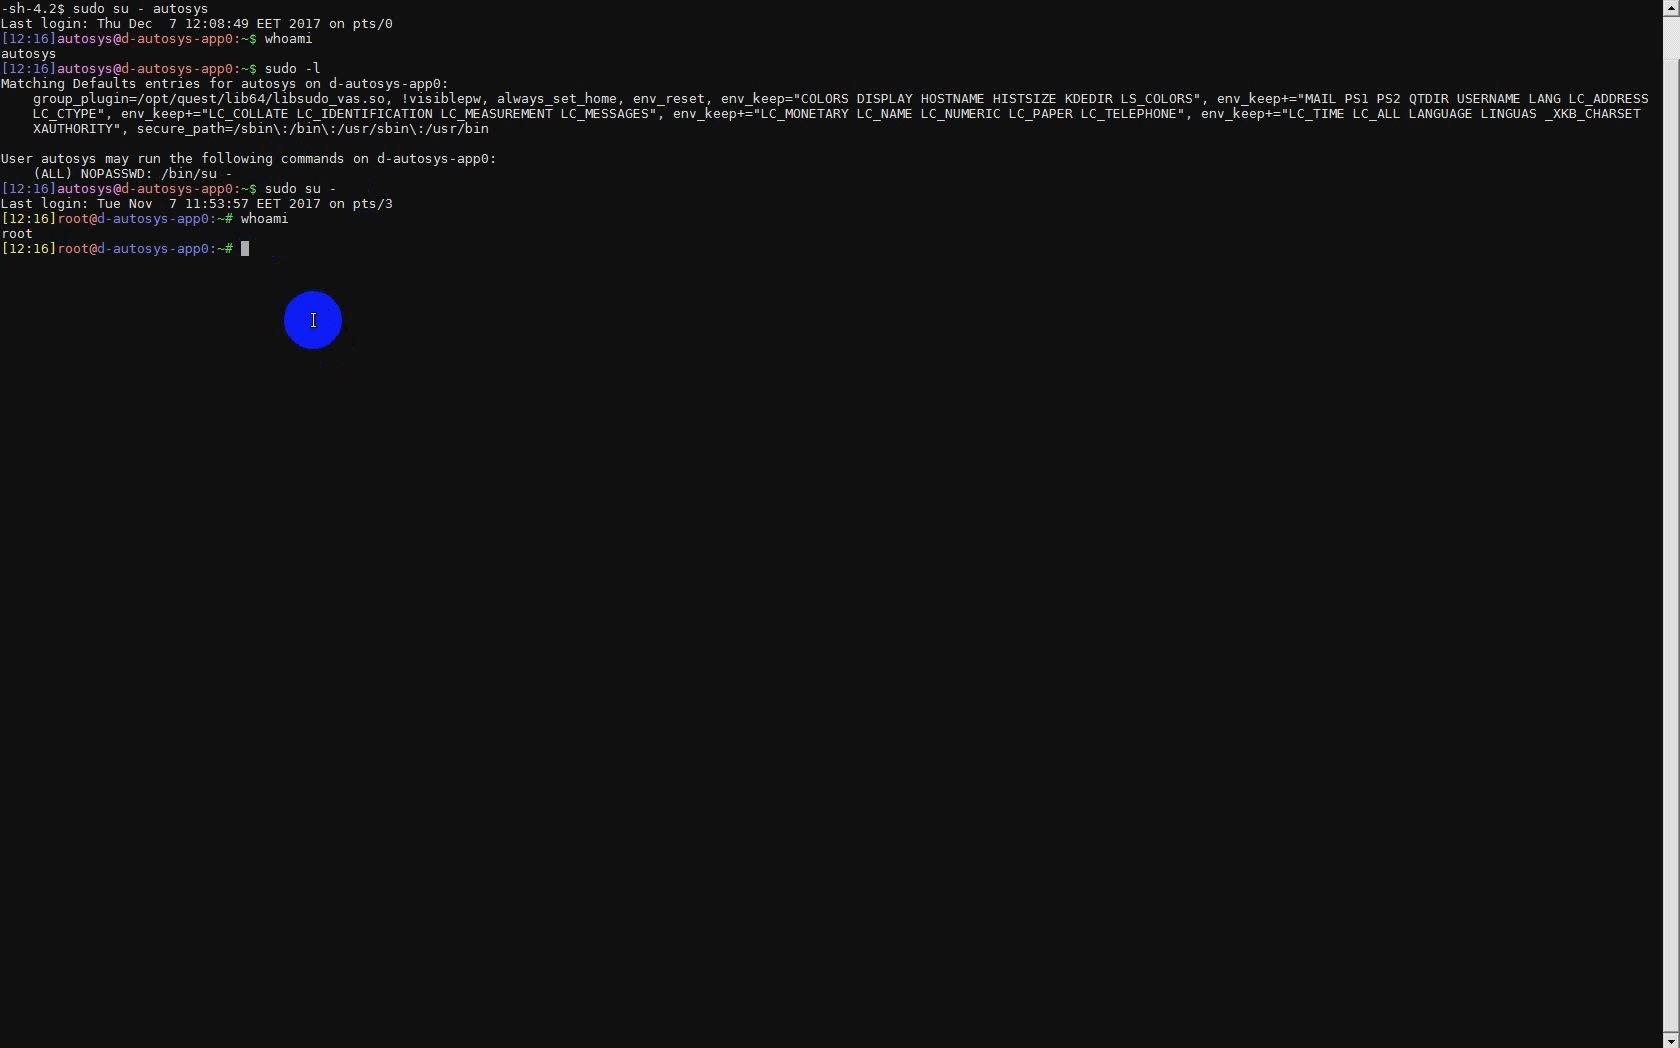 -sh-4.2$ sudo su - autosys
Last login: Thu Dec  7 12:08:49 EET 2017 on pts/0
[12:16]autosys@d-autosys-app0:~$ whoami
autosys
[12:16]autosys@d-autosys-app0:~$ sudo -l
Matching Defaults entries for autosys on d-autosys-app0:
    group_plugin=/opt/quest/lib64/libsudo_vas.so, !visiblepw, always_set_home, env_reset, env_keep="COLORS DISPLAY HOSTNAME HISTSIZE KDEDIR LS_COLORS", env_keep+="MAIL PS1 PS2 QTDIR USERNAME LANG LC_ADDRESS
    LC_CTYPE", env_keep+="LC_COLLATE LC_IDENTIFICATION LC_MEASUREMENT LC_MESSAGES", env_keep+="LC_MONETARY LC_NAME LC_NUMERIC LC_PAPER LC_TELEPHONE", env_keep+="LC_TIME LC_ALL LANGUAGE LINGUAS _XKB_CHARSET
    XAUTHORITY", secure_path=/sbin\:/bin\:/usr/sbin\:/usr/bin

User autosys may run the following commands on d-autosys-app0:
    (ALL) NOPASSWD: /bin/su -
[12:16]autosys@d-autosys-app0:~$ sudo su -
Last login: Tue Nov  7 11:53:57 EET 2017 on pts/3
[12:16]root@d-autosys-app0:~# whoami
root
[12:16]root@d-autosys-app0:~#